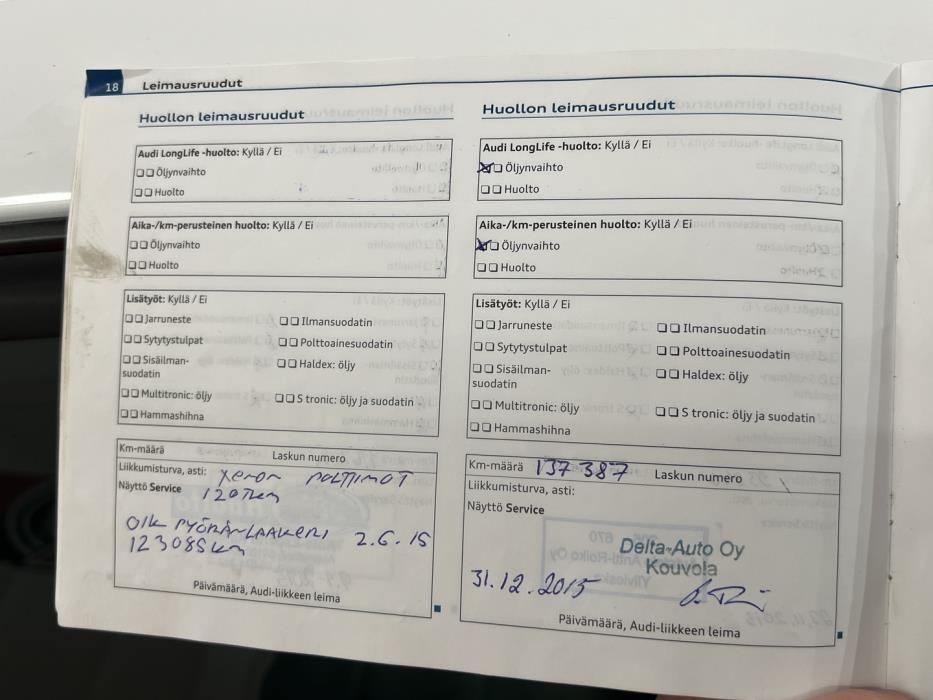 18 Leimausruudut
Huollon leimausruudut
Audi LongLife -huolto: Kyllä / Ei
Öljynvaihto
Huolto
Aika-/km-perusteinen huolto: Kyllä / Ei
Öljynvaihto
Huolto
Lisätyöt: Kyllä / Ei
Jarruneste
Ilmansuodatin
Sytytystulpat
Polttoainesuodatin
Sisäilman-
suodatin
Haldex: öljy
Multitronic: öljy
S tronic: öljy ja suodatin
Hammashihna
Km-määrä
Laskun numero
Liikkumisturva, asti: XENON POLTTIMOT
Näyttö Service 120Tkm
OIK PYÖRÄNLAAKERI 2.6.15
123085km
Päivämäärä, Audi-liikkeen leima
Huollon leimausruudut
Audi LongLife -huolto: Kyllä / Ei
Öljynvaihto
Huolto
Aika-/km-perusteinen huolto: Kyllä / Ei
Öljynvaihto
Huolto
Lisätyöt: Kyllä / Ei
Jarruneste
Ilmansuodatin
Sytytystulpat
Polttoainesuodatin
Sisäilman-
suodatin
Haldex: öljy
Multitronic: öljy
S tronic: öljy ja suodatin
Hammashihna
Km-määrä 137 387 Laskun numero
Liikkumisturva, asti:
Näyttö Service
Delta-Auto Oy
Kouvola
31.12.2015
Päivämäärä, Audi-liikkeen leima